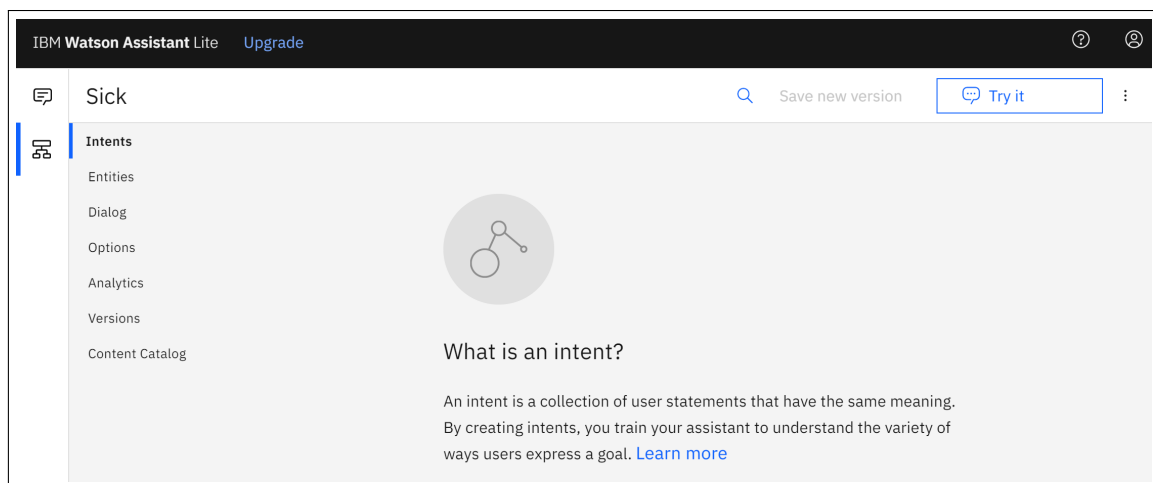 IBM Watson Assistant Lite Upgrade
Sick Save new version Try it
Intents
Entities
Dialog
Options
Analytics
Versions
Content Catalog
What is an intent?
An intent is a collection of user statements that have the same meaning.
By creating intents, you train your assistant to understand the variety of
ways users express a goal. Learn more